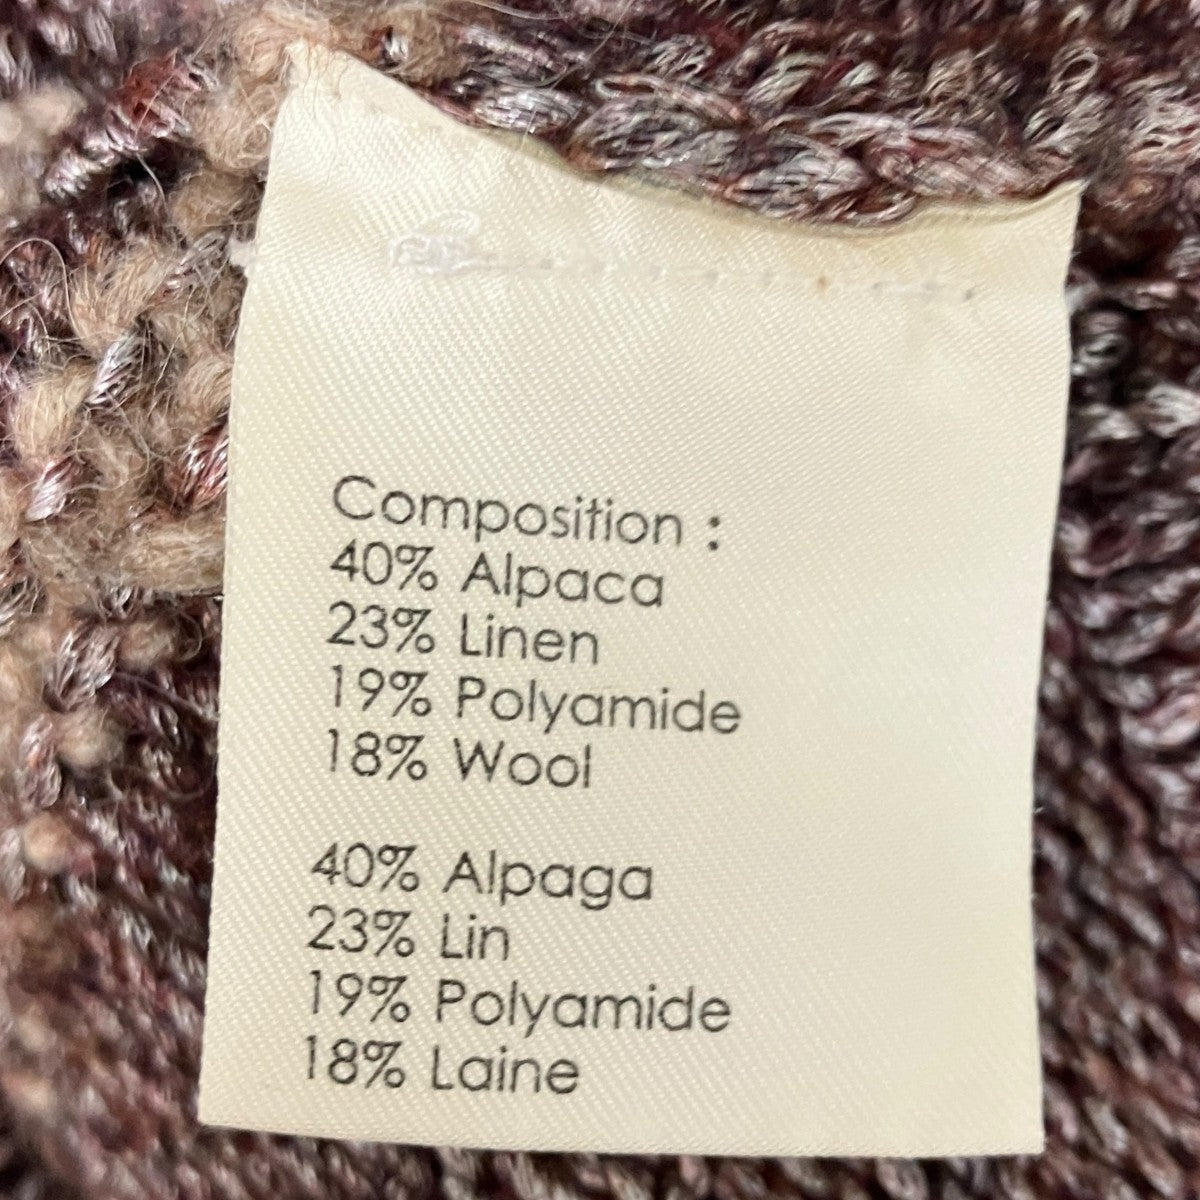 Composition :
40% Alpaca
23% Linen
19% Polyamide
18% Wool
40% Alpaga
23% Lin
19% Polyamide
18% Laine